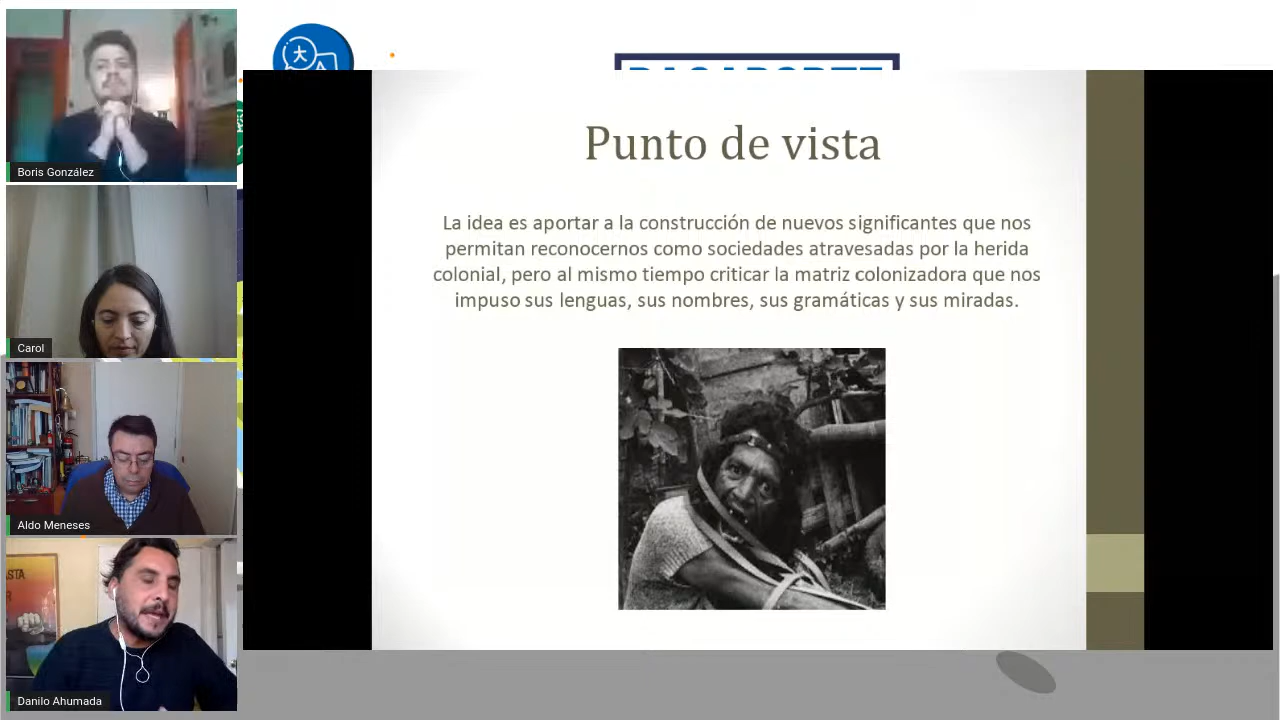 PASAPORTE
Punto de vista
La idea es aportar a la construcción de nuevos significantes que nos
permitan reconocernos como sociedades atravesadas por la herida
colonial, pero al mismo tiempo criticar la matriz colonizadora que nos
impuso sus lenguas, sus nombres, sus gramáticas y sus miradas.
Boris González
Carol
Aldo Meneses
Danilo Ahumada